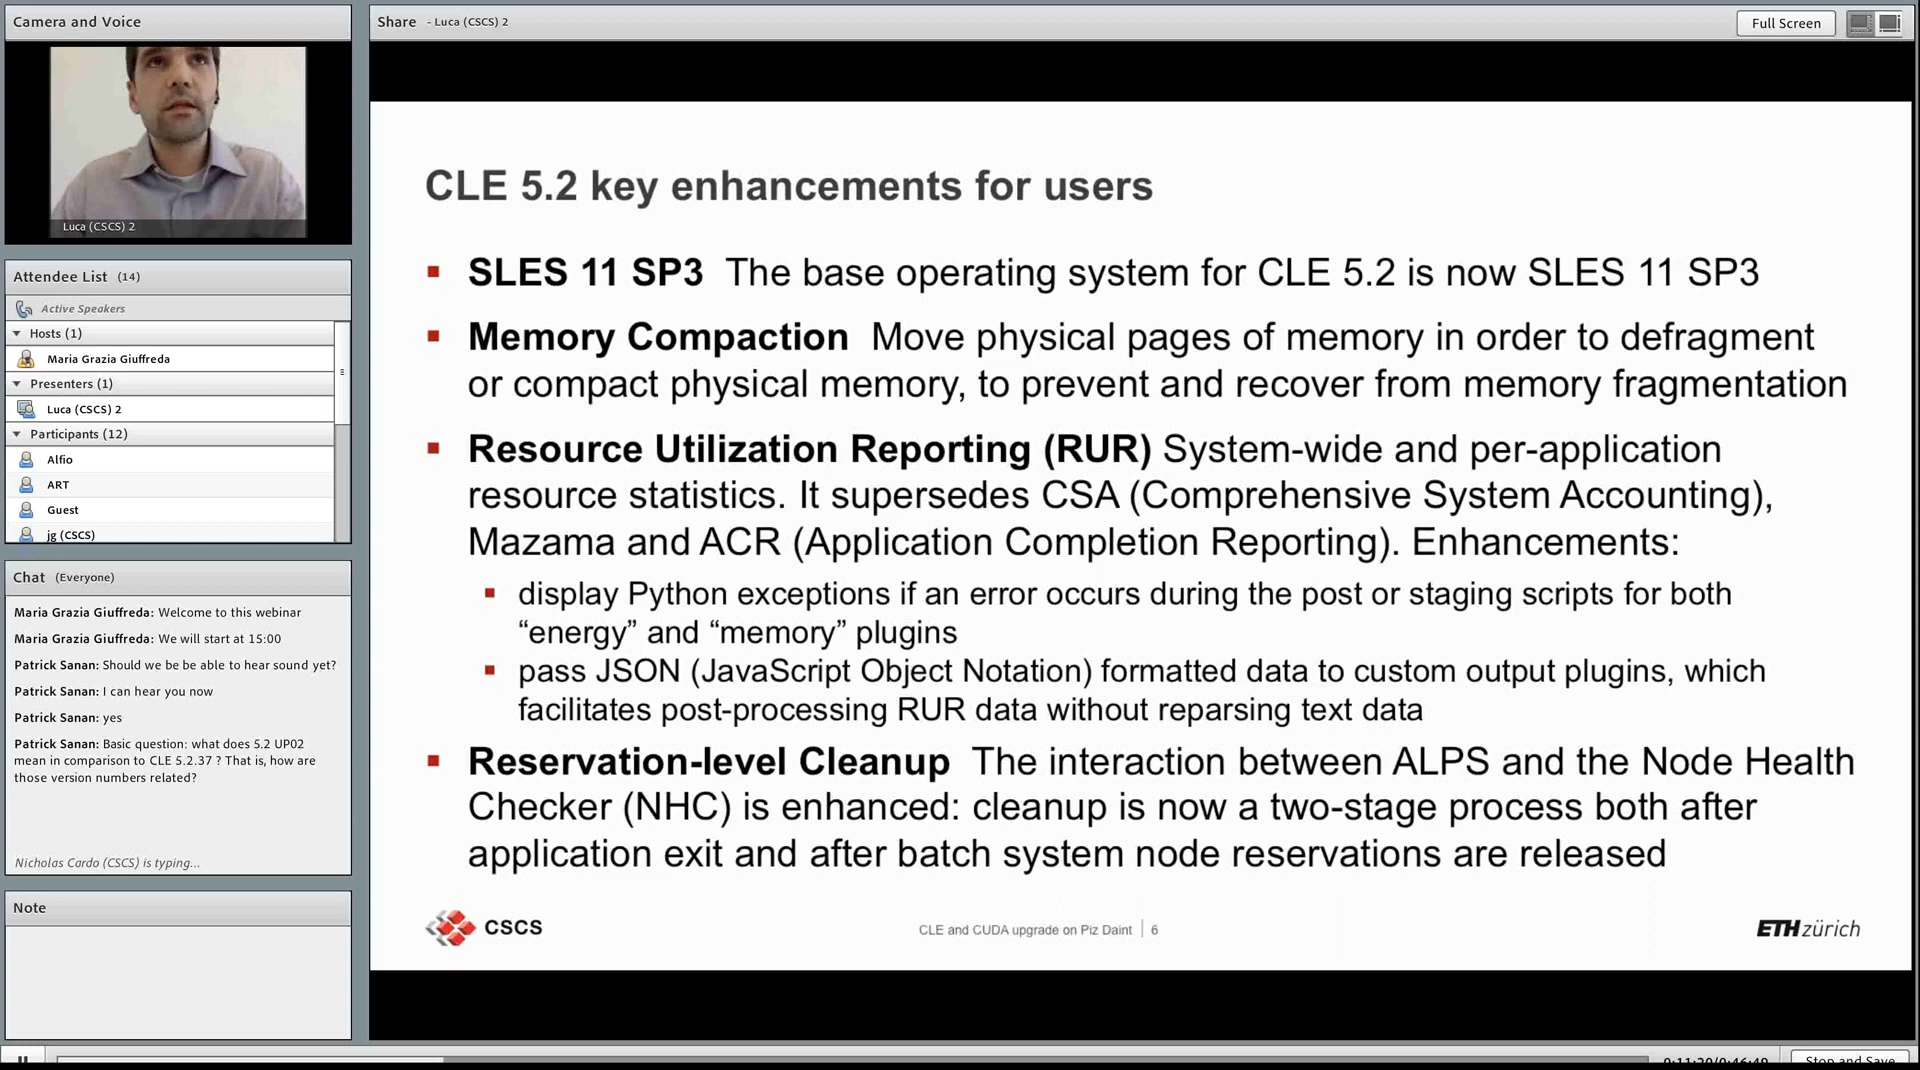 Camera and Voice
Luca (CSCS) 2
Attendee List (14)
Active Speakers
Hosts (1)
Maria Grazia Giuffreda
Presenters (1)
Luca (CSCS) 2
Participants (12)
Alfio
ART
Guest
jg (CSCS)
Chat (Everyone)
Maria Grazia Giuffreda: Welcome to this webinar
Maria Grazia Giuffreda: We will start at 15:00
Patrick Sanan: Should we be be able to hear sound yet?
Patrick Sanan: I can hear you now
Patrick Sanan: yes
Patrick Sanan: Basic question: what does 5.2 UP02
mean in comparison to CLE 5.2.37 ? That is, how are
those version numbers related?
Nicholas Cardo (CSCS) is typing...
Note
Share - Luca (CSCS) 2
Full Screen
CLE 5.2 key enhancements for users
SLES 11 SP3 The base operating system for CLE 5.2 is now SLES 11 SP3
Memory Compaction Move physical pages of memory in order to defragment
or compact physical memory, to prevent and recover from memory fragmentation
Resource Utilization Reporting (RUR) System-wide and per-application
resource statistics. It supersedes CSA (Comprehensive System Accounting),
Mazama and ACR (Application Completion Reporting). Enhancements:
display Python exceptions if an error occurs during the post or staging scripts for both
“energy” and “memory” plugins
pass JSON (JavaScript Object Notation) formatted data to custom output plugins, which
facilitates post-processing RUR data without reparsing text data
Reservation-level Cleanup The interaction between ALPS and the Node Health
Checker (NHC) is enhanced: cleanup is now a two-stage process both after
application exit and after batch system node reservations are released
CSCS
CLE and CUDA upgrade on Piz Daint | 6
ETH zürich
0:11:20/0:46:49
Stop and Save